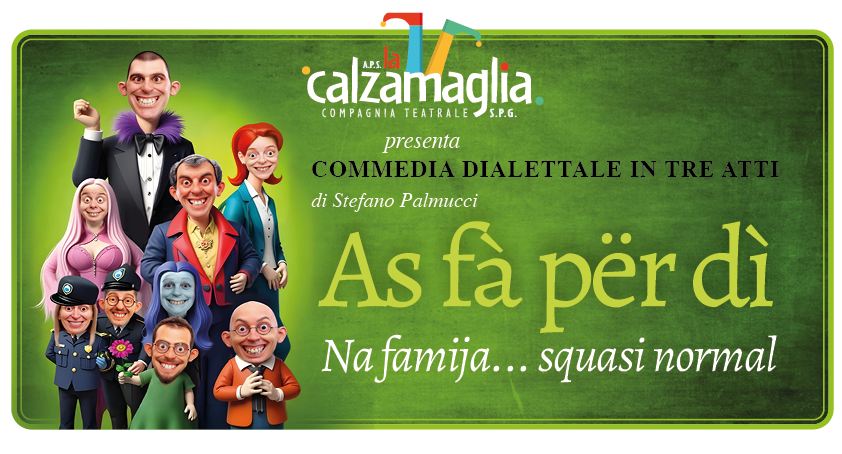 A.P.S. la
calzamaglia
COMPAGNIA TEATRALE S.P.G.
presenta
COMMEDIA DIALETTALE IN TRE ATTI
di Stefano Palmucci
As fà për dì
Na famija... squasi normal